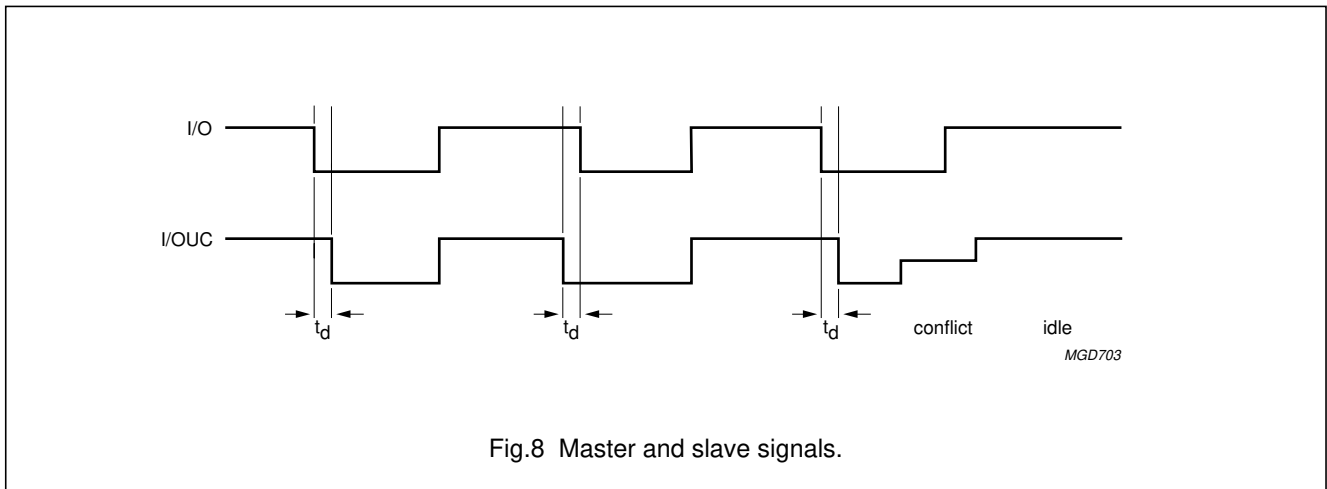 I/O
I/OUC
td td td conflict idle
MGD703
Fig.8 Master and slave signals.